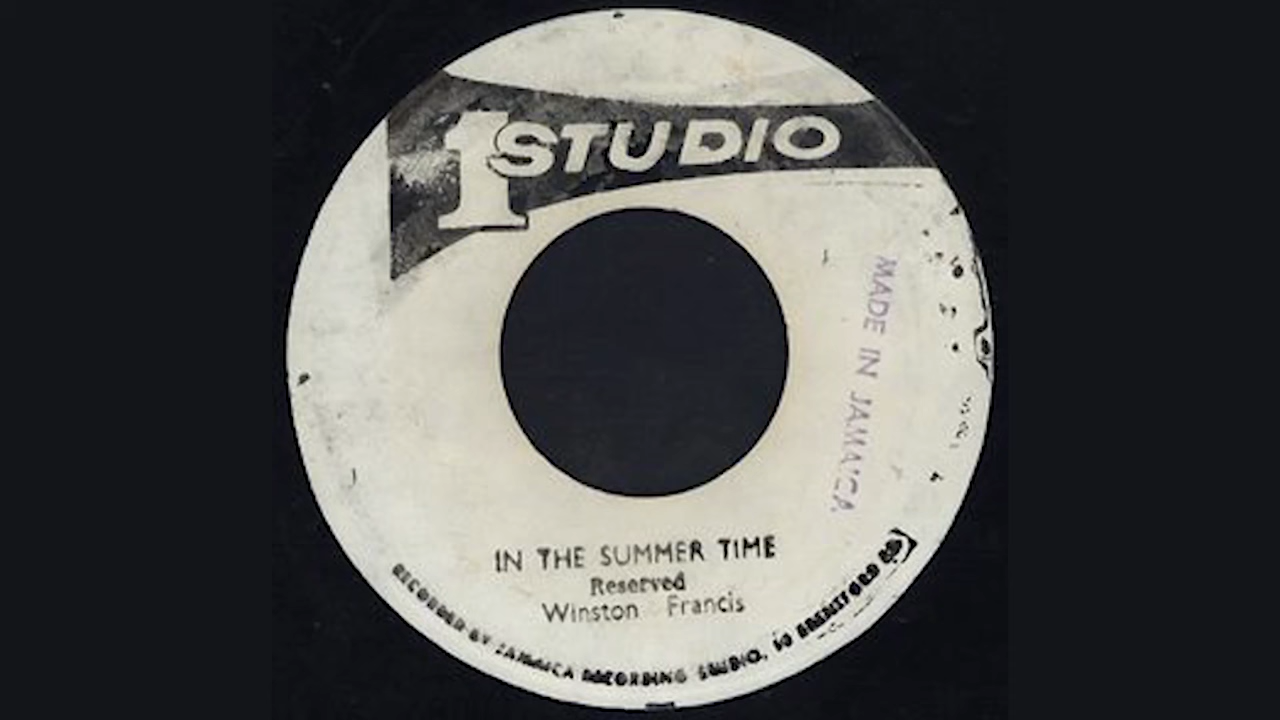 1 STUDIO
MADE IN JAMAICA
IN THE SUMMER TIME
Reserved
Winston Francis
RECORDED BY JAMAICA RECORDING STUDIO, 13 BRENTFORD RD